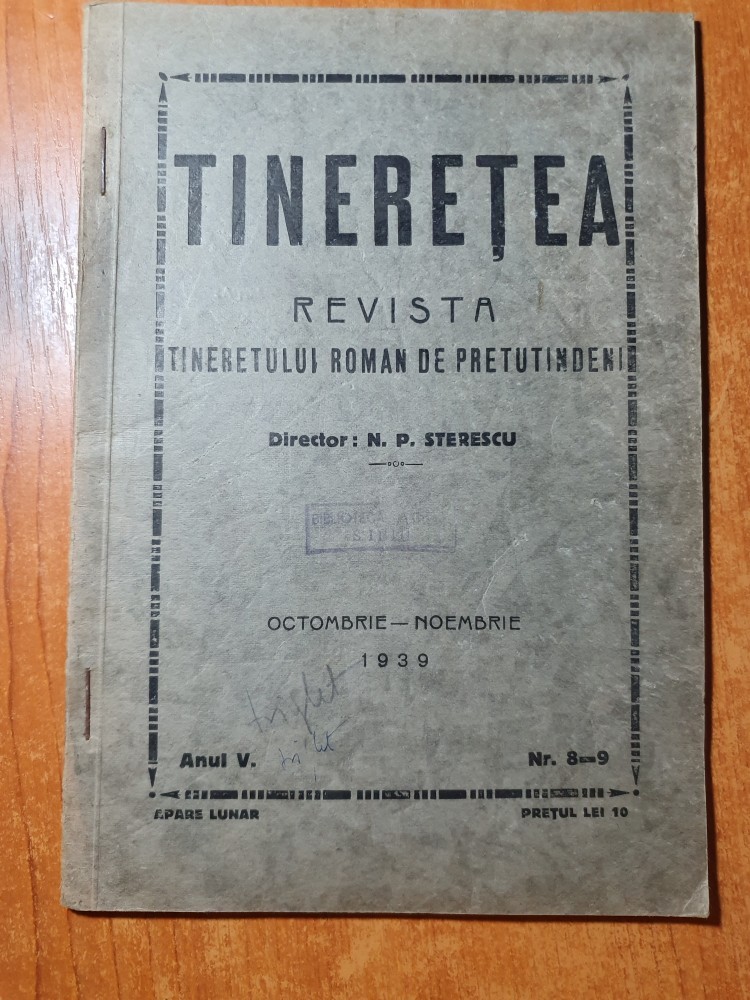 TINEREȚEA
REVISTA
TINERETULUI ROMAN DE PRETUTINDENI
Director: N. P. STERESCU
OCTOMBRIE — NOEMBRIE
1939
Anul V. Nr. 8–9
APARE LUNAR PREȚUL LEI 10